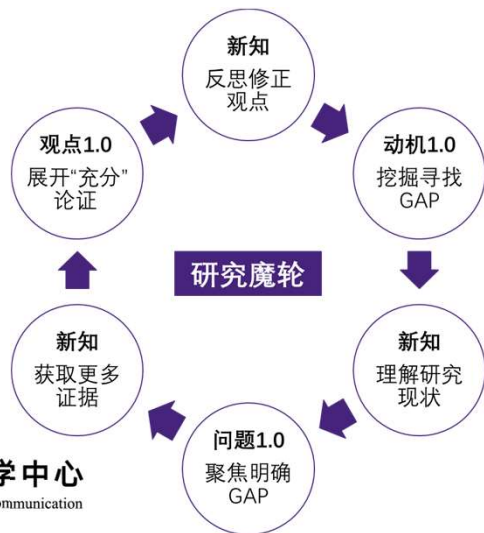 新知
反思修正
观点
动机1.0
挖掘寻找
GAP
新知
理解研究
现状
问题1.0
聚焦明确
GAP
新知
获取更多
证据
观点1.0
展开“充分”
论证
研究魔轮
学中心
mmunication